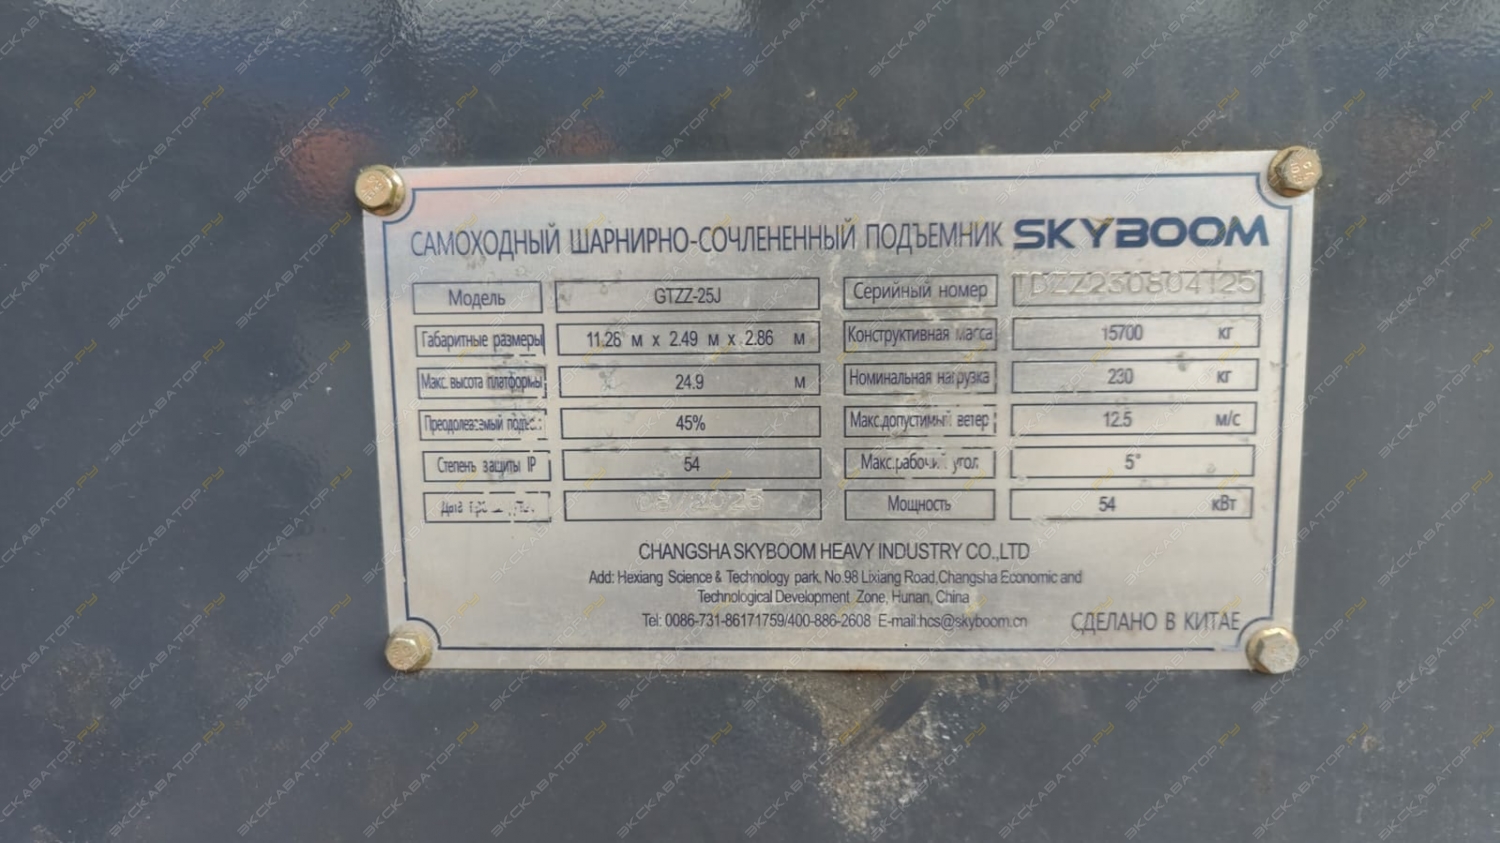 САМОХОДНЫЙ ШАРНИРНО-СОЧЛЕНЕННЫЙ ПОДЪЕМНИК SKYBOOM
Модель GTZZ-25J Серийный номер
Габаритные размеры 11.26 м x 2.49 м x 2.86 м Конструктивная масса 15700 кг
Макс. высота платформы 24.9 м Номинальная нагрузка 230 кг
Преодолеваемый 45% Макс.допустимый ветер 12.5 м/с
Степень защиты IP 54 Макс.рабочий угол 5°
Дата Мощность 54 кВт
CHANGSHA SKYBOOM HEAVY INDUSTRY CO.,LTD
Add: Hexiang Science & Technology park, No.98 Lixiang Road,Changsha Economic and
Technological Development Zone, Hunan, China
Tel: 0086-731-86171759/400-886-2608 E-mail:hcs@skyboom.cn
СДЕЛАНО В КИТАЕ
ЭКСКАВАТОР.РУ